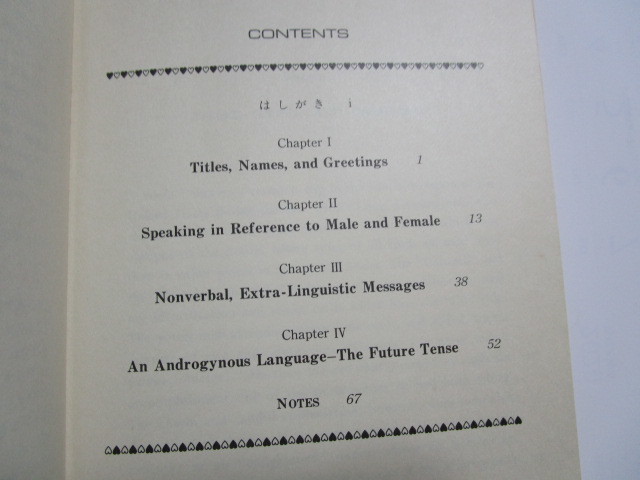 CONTENTS
はしがき i
Chapter I
Titles, Names, and Greetings 1
Chapter II
Speaking in Reference to Male and Female 13
Chapter III
Nonverbal, Extra-Linguistic Messages 38
Chapter IV
An Androgynous Language–The Future Tense 52
NOTES 67